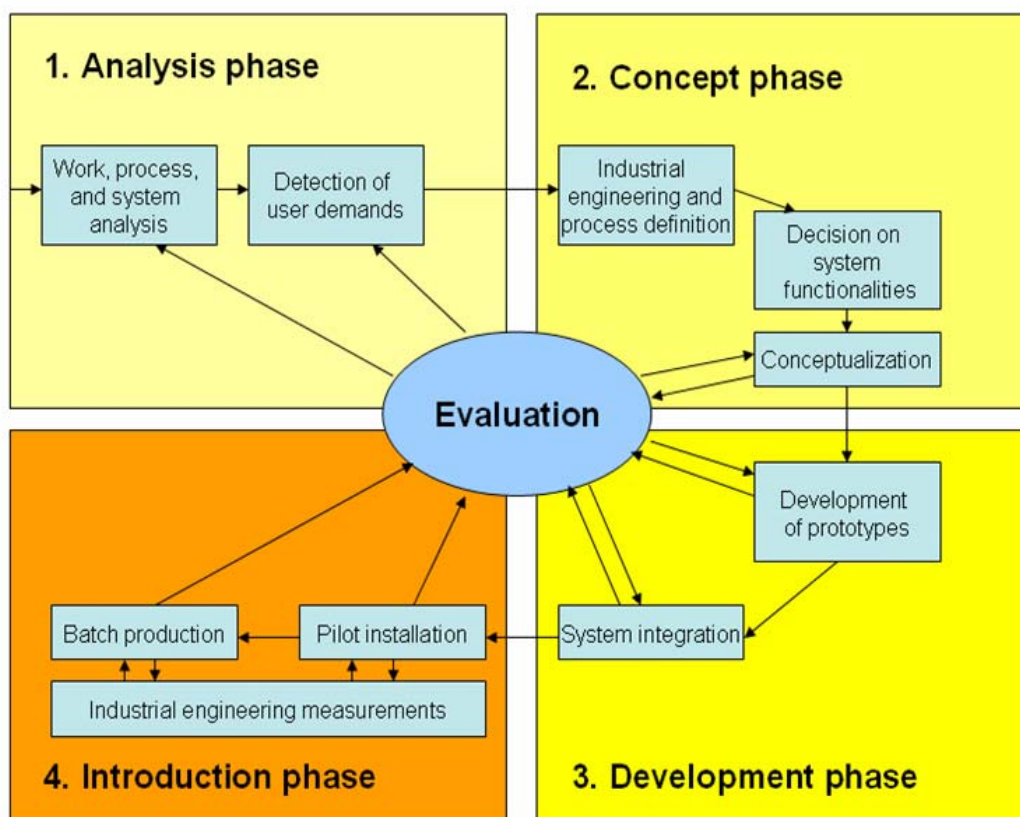 1. Analysis phase
Work, process,
and system
analysis
Detection of
user demands
2. Concept phase
Industrial
engineering and
process definition
Decision on
system
functionalities
Conceptualization
Evaluation
Development
of prototypes
System integration
3. Development phase
Batch production
Pilot installation
Industrial engineering measurements
4. Introduction phase